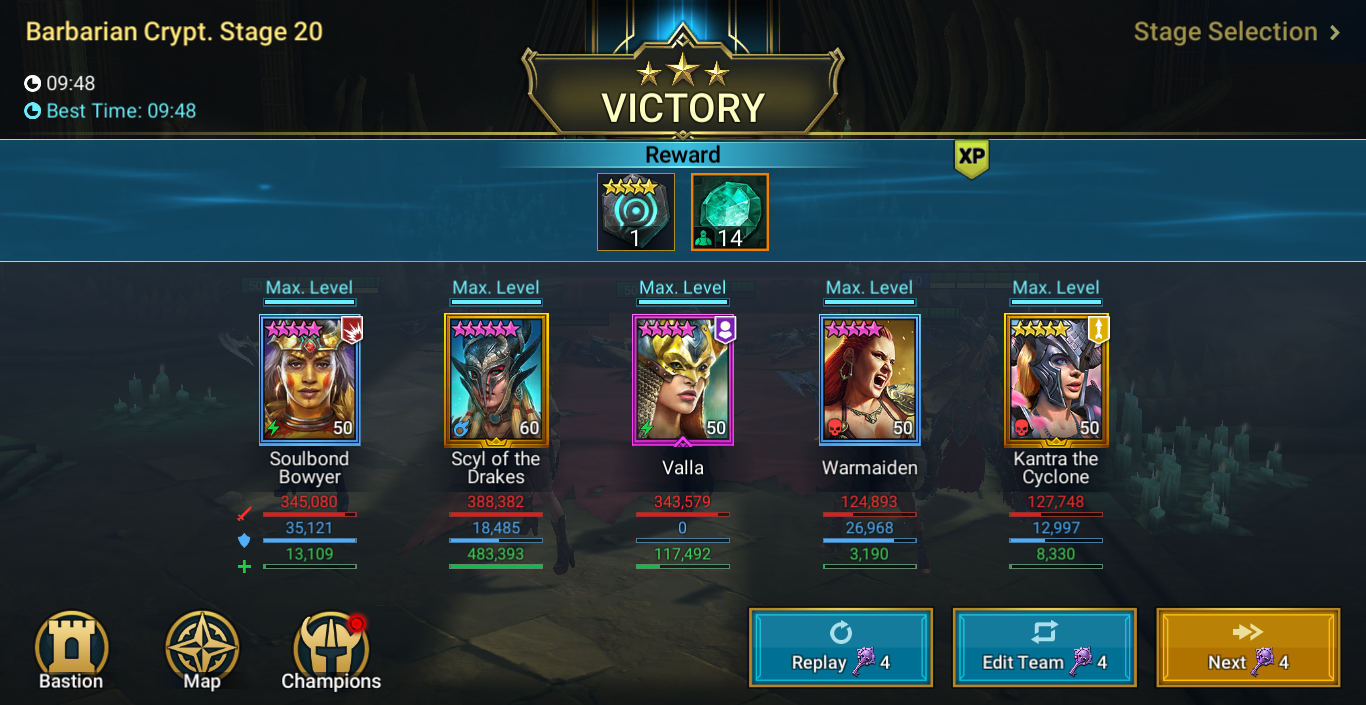 Barbarian Crypt. Stage 20
Stage Selection
09:48
Best Time: 09:48
VICTORY
Reward
XP
1
14
Max. Level
Max. Level
Max. Level
Max. Level
Max. Level
50
60
50
50
50
Soulbond
Bowyer
Scyl of the
Drakes
Valla
Warmaiden
Kantra the
Cyclone
345,080
388,382
343,579
124,893
127,748
35,121
18,485
0
26,968
12,997
13,109
483,393
117,492
3,190
8,330
Bastion
Map
Champions
Replay 4
Edit Team 4
Next 4